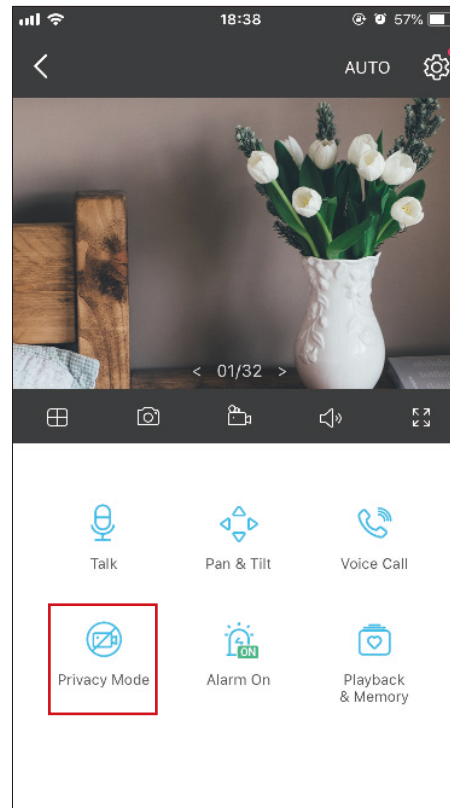 18:38
57%
AUTO
< 01/32 >
Talk
Pan & Tilt
Voice Call
Privacy Mode
ON
Alarm On
Playback
& Memory